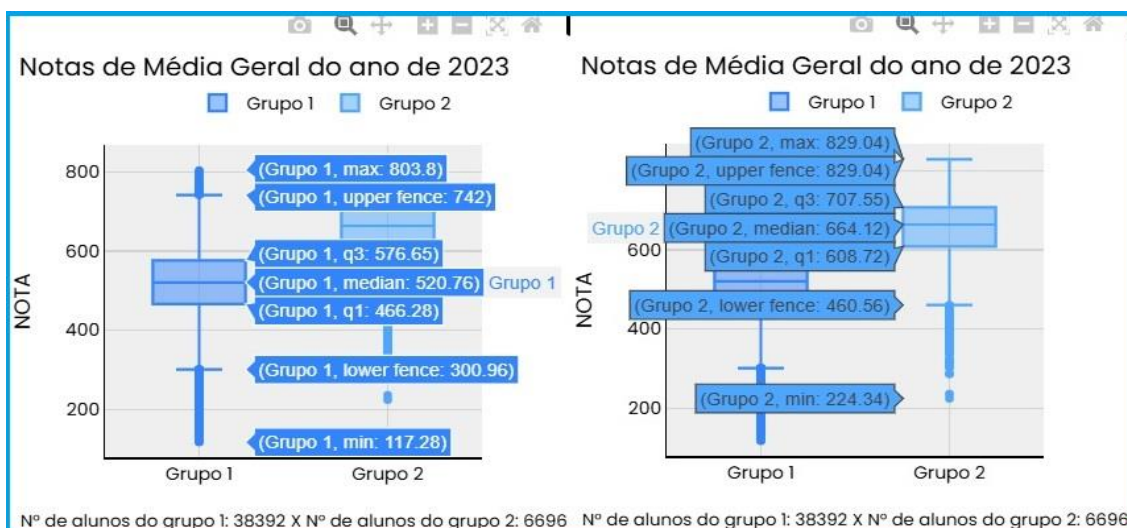 Notas de Média Geral do ano de 2023
Grupo 1 Grupo 2
NOTA
800
600
400
200
(Grupo 1, max: 803.8)
(Grupo 1, upper fence: 742)
(Grupo 1, q3: 576.65)
(Grupo 1, median: 520.76) Grupo 1
(Grupo 1, q1: 466.28)
(Grupo 1, lower fence: 300.96)
(Grupo 1, min: 117.28)
Grupo 1 Grupo 2
Nº de alunos do grupo 1: 38392 X Nº de alunos do grupo 2: 6696
Notas de Média Geral do ano de 2023
Grupo 1 Grupo 2
NOTA
800
600
400
200
(Grupo 2, max: 829.04)
(Grupo 2, upper fence: 829.04)
(Grupo 2, q3: 707.55)
Grupo 2 (Grupo 2, median: 664.12)
(Grupo 2, q1: 608.72)
(Grupo 2, lower fence: 460.56)
(Grupo 2, min: 224.34)
Grupo 1 Grupo 2
Nº de alunos do grupo 1: 38392 X Nº de alunos do grupo 2: 6696